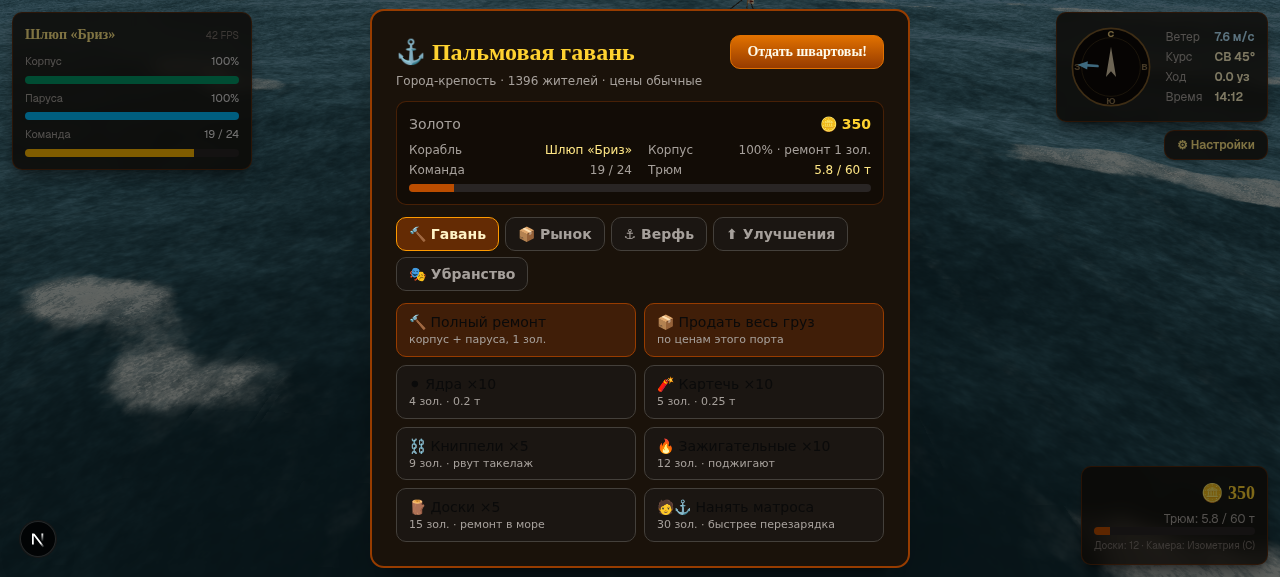 Шлюп «Бриз» 42 FPS
Корпус 100%
Паруса 100%
Команда 19 / 24
⚓ Пальмовая гавань
Отдать швартовы!
Город-крепость · 1396 жителей · цены обычные
Золото 🪙 350
Корабль Шлюп «Бриз» Корпус 100% · ремонт 1 зол.
Команда 19 / 24 Трюм 5.8 / 60 т
🔨 Гавань 📦 Рынок ⚓ Верфь ⬆ Улучшения
🎭 Убранство
🔨 Полный ремонт
корпус + паруса, 1 зол.
📦 Продать весь груз
по ценам этого порта
Ядра ×10
4 зол. · 0.2 т
🧨 Картечь ×10
5 зол. · 0.25 т
⛓ Книппели ×5
9 зол. · рвут такелаж
🔥 Зажигательные ×10
12 зол. · поджигают
🪵 Доски ×5
15 зол. · ремонт в море
🧑⚓ Нанять матроса
30 зол. · быстрее перезарядка
С
З В
Ю
Ветер 7.6 м/с
Курс СВ 45°
Ход 0.0 уз
Время 14:12
⚙ Настройки
🪙 350
Трюм: 5.8 / 60 т
Доски: 12 · Камера: Изометрия (C)
N